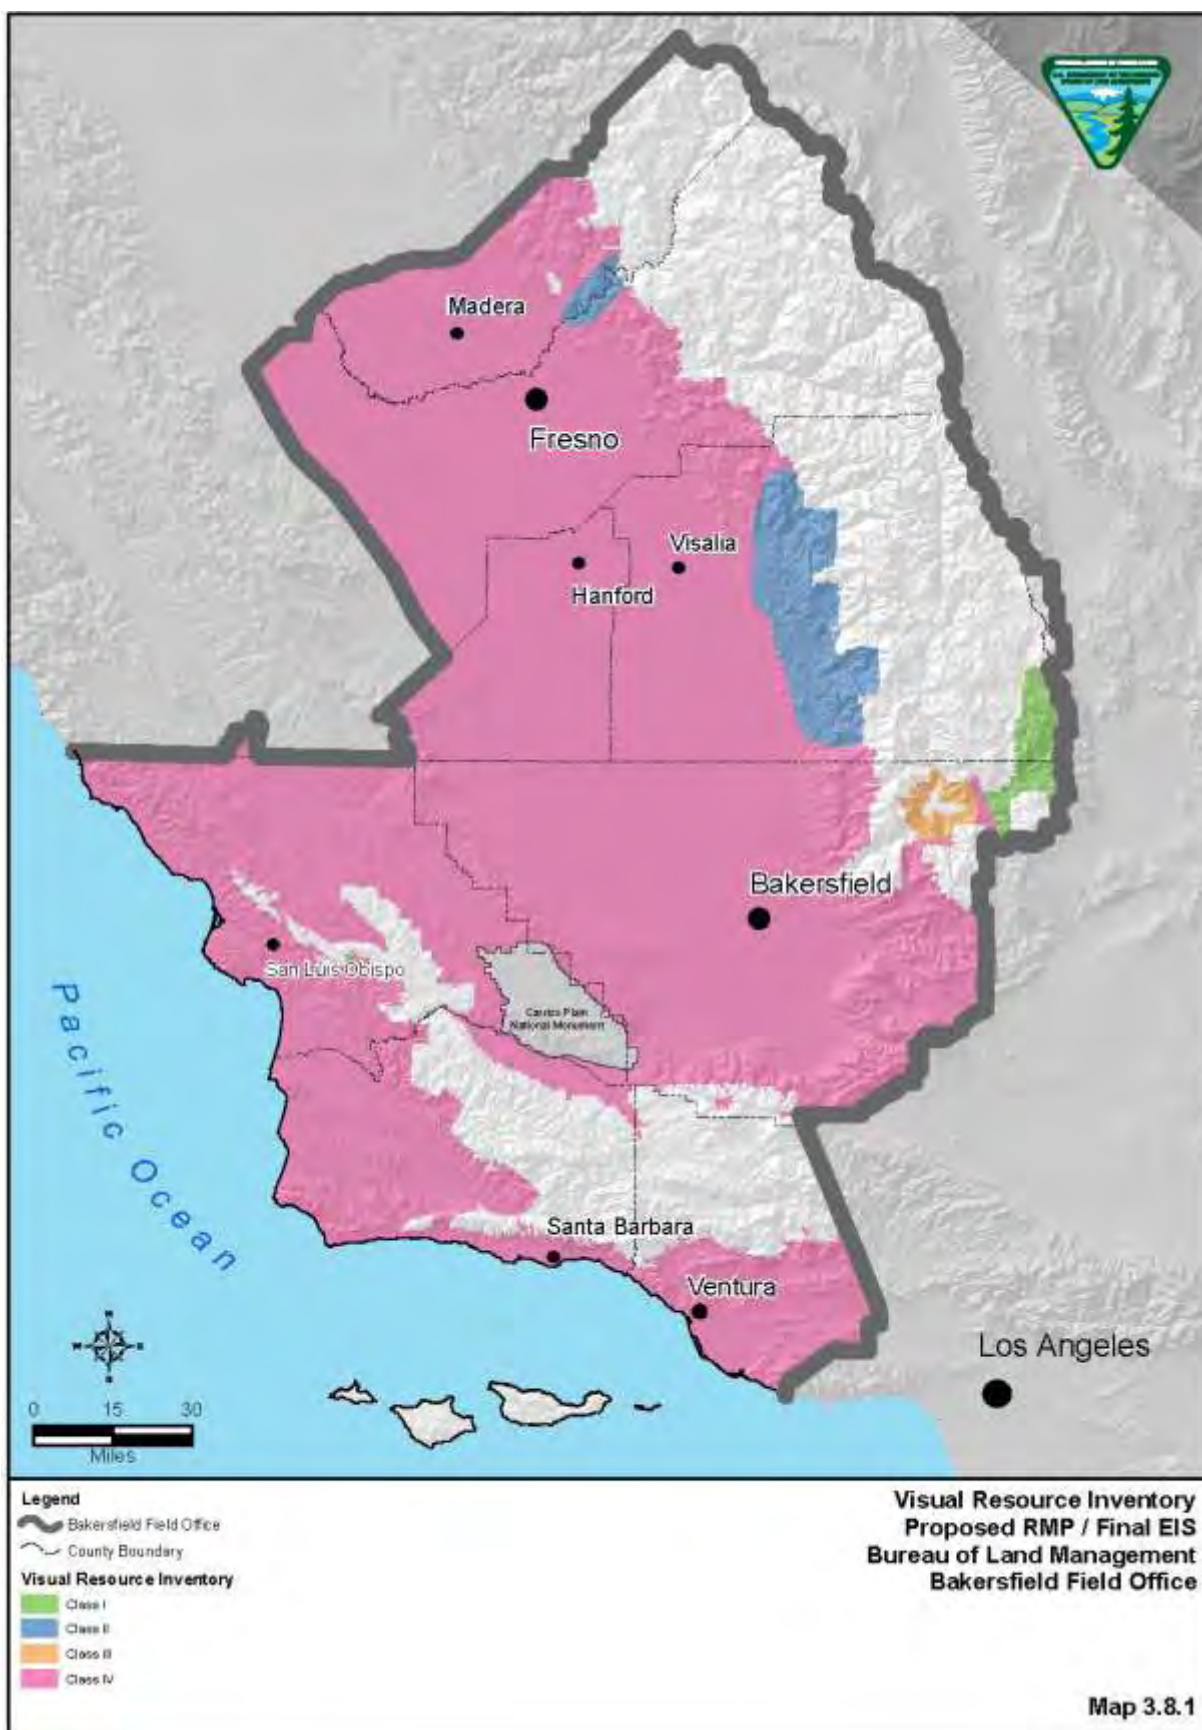 Madera
Fresno
Visalia
Hanford
Bakersfield
San Luis Obispo
Carrizo Plain
National Monument
Pacific Ocean
Santa Barbara
Ventura
Los Angeles
N
W E
S
0 15 30
Miles
Legend
Bakersfield Field Office
County Boundary
Visual Resource Inventory
Class I
Class II
Class III
Class IV
Visual Resource Inventory
Proposed RMP / Final EIS
Bureau of Land Management
Bakersfield Field Office
Map 3.8.1